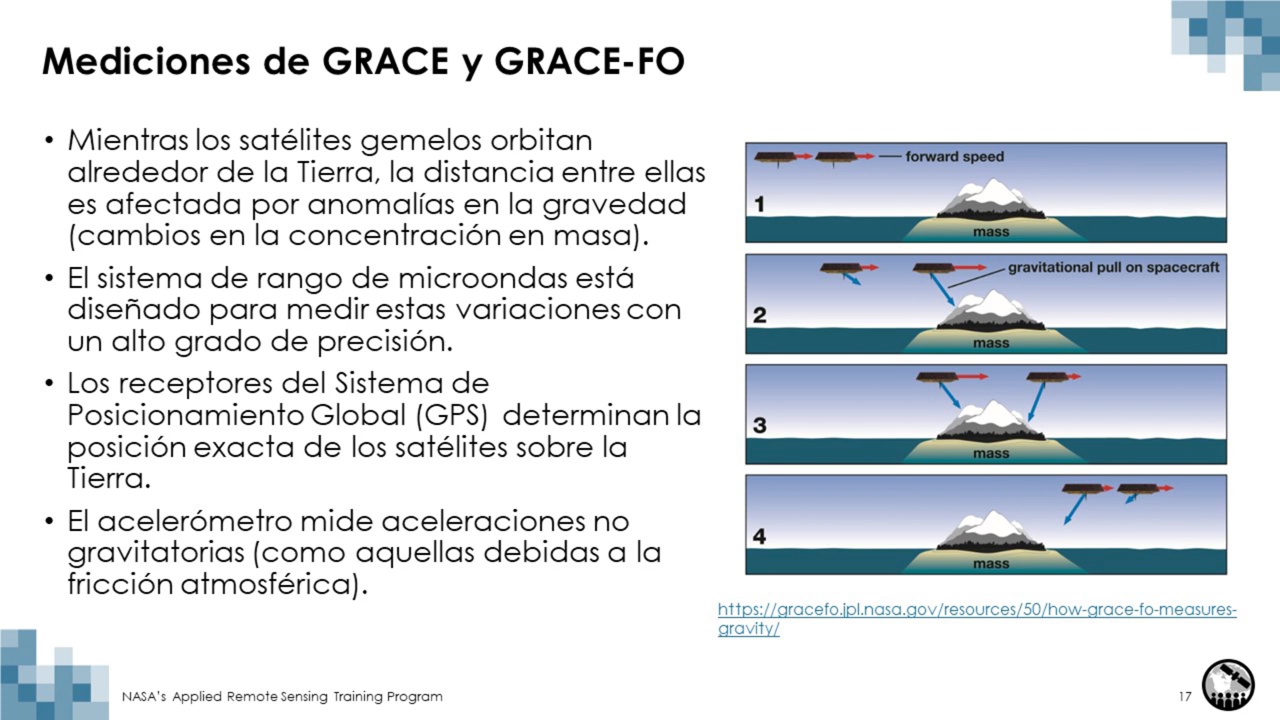 Mediciones de GRACE y GRACE-FO
• Mientras los satélites gemelos orbitan
alrededor de la Tierra, la distancia entre ellas
es afectada por anomalías en la gravedad
(cambios en la concentración en masa).
• El sistema de rango de microondas está
diseñado para medir estas variaciones con
un alto grado de precisión.
• Los receptores del Sistema de
Posicionamiento Global (GPS) determinan la
posición exacta de los satélites sobre la
Tierra.
• El acelerómetro mide aceleraciones no
gravitatorias (como aquellas debidas a la
fricción atmosférica).
forward speed
1
mass
gravitational pull on spacecraft
2
mass
3
mass
4
mass
https://gracefo.jpl.nasa.gov/resources/50/how-grace-fo-measures-
gravity/
NASA's Applied Remote Sensing Training Program
17